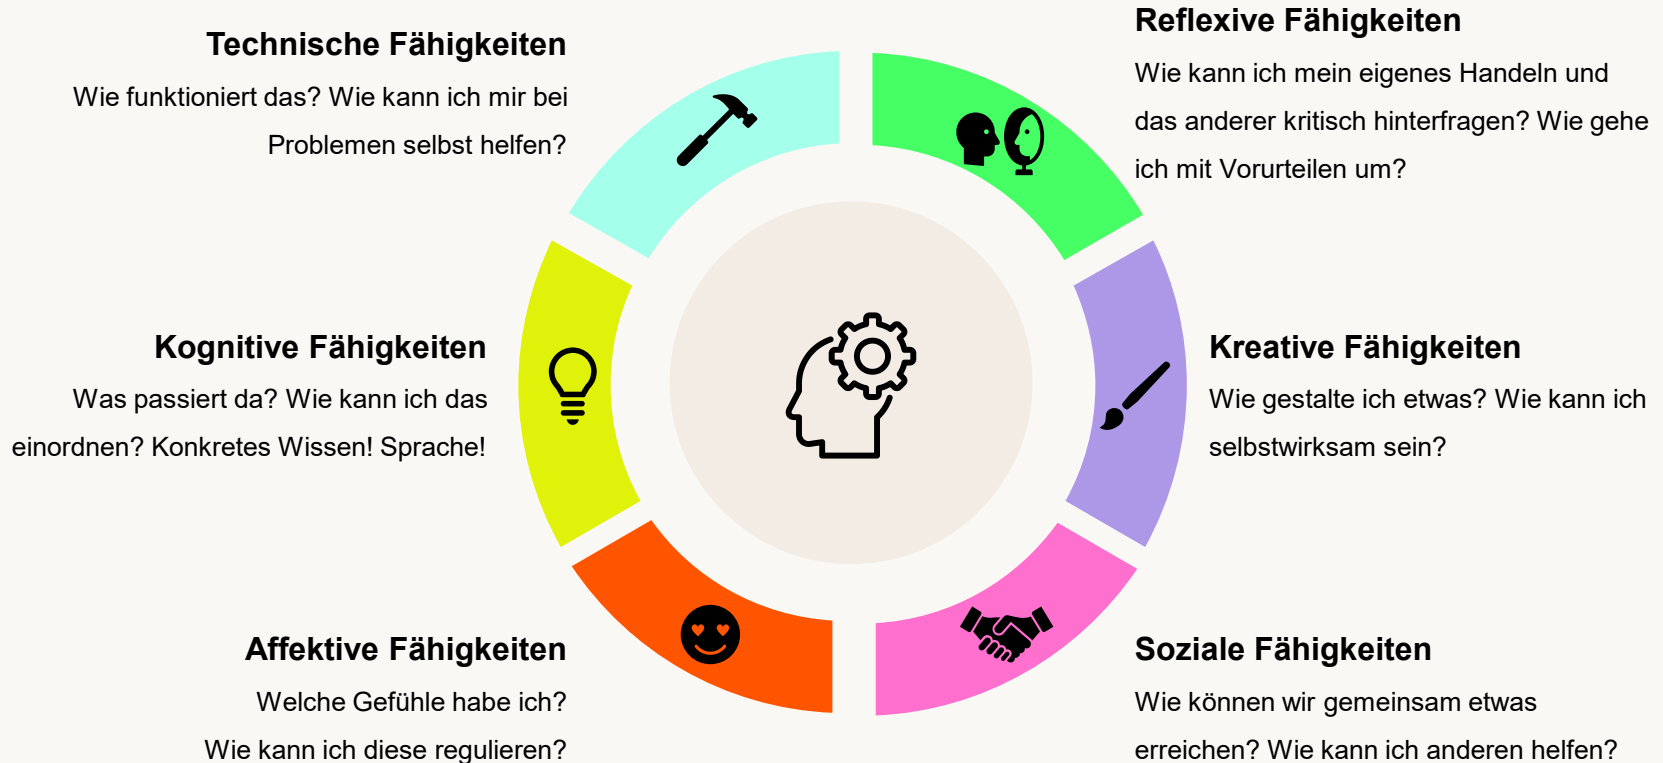 Technische Fähigkeiten
Wie funktioniert das? Wie kann ich mir bei
Problemen selbst helfen?
Reflexive Fähigkeiten
Wie kann ich mein eigenes Handeln und
das anderer kritisch hinterfragen? Wie gehe
ich mit Vorurteilen um?
Kognitive Fähigkeiten
Was passiert da? Wie kann ich das
einordnen? Konkretes Wissen! Sprache!
Kreative Fähigkeiten
Wie gestalte ich etwas? Wie kann ich
selbstwirksam sein?
Affektive Fähigkeiten
Welche Gefühle habe ich?
Wie kann ich diese regulieren?
Soziale Fähigkeiten
Wie können wir gemeinsam etwas
erreichen? Wie kann ich anderen helfen?